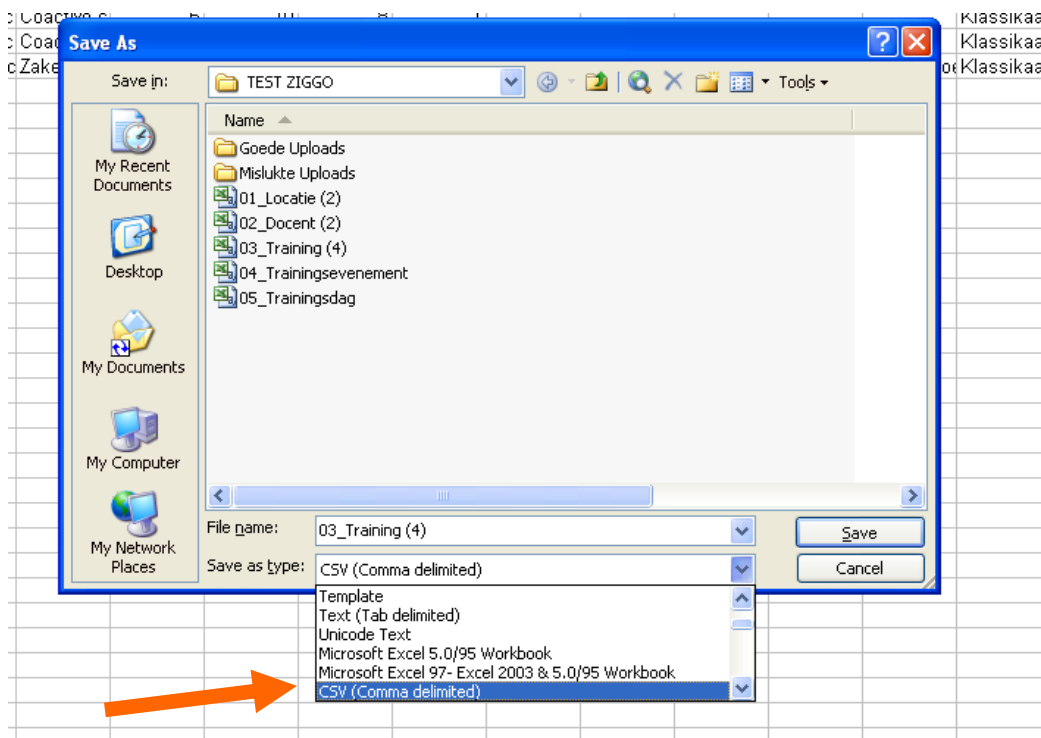 Klassikaa
Coad
Klassikaa
Zake
Klassikaa
Save As
Save in:
TEST ZIGGO
Tools
Name
My Recent
Documents
Desktop
My Documents
My Computer
My Network
Places
Goede Uploads
Mislukte Uploads
01_Locatie (2)
02_Docent (2)
03_Training (4)
04_Trainingsevenement
05_Trainingsdag
File name:
03_Training (4)
Save
Save as type:
CSV (Comma delimited)
Cancel
Template
Text (Tab delimited)
Unicode Text
Microsoft Excel 5.0/95 Workbook
Microsoft Excel 97- Excel 2003 & 5.0/95 Workbook
CSV (Comma delimited)